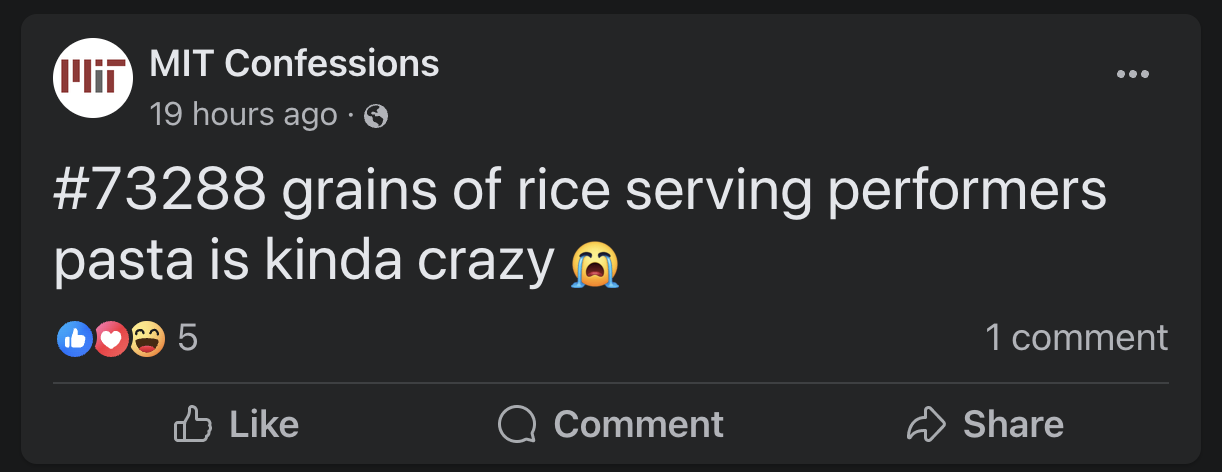 MIT
MIT Confessions
19 hours ago ·
#73288 grains of rice serving performers
pasta is kinda crazy 😭
5
1 comment
Like
Comment
Share